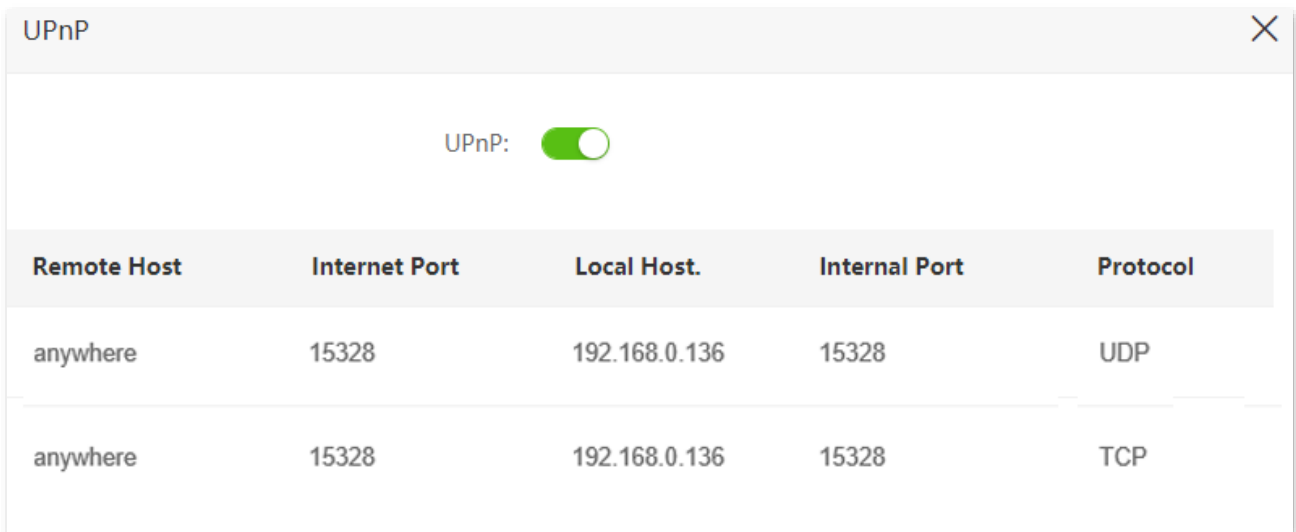 UPnP
UPnP:
Remote Host Internet Port Local Host. Internal Port Protocol
anywhere 15328 192.168.0.136 15328 UDP
anywhere 15328 192.168.0.136 15328 TCP